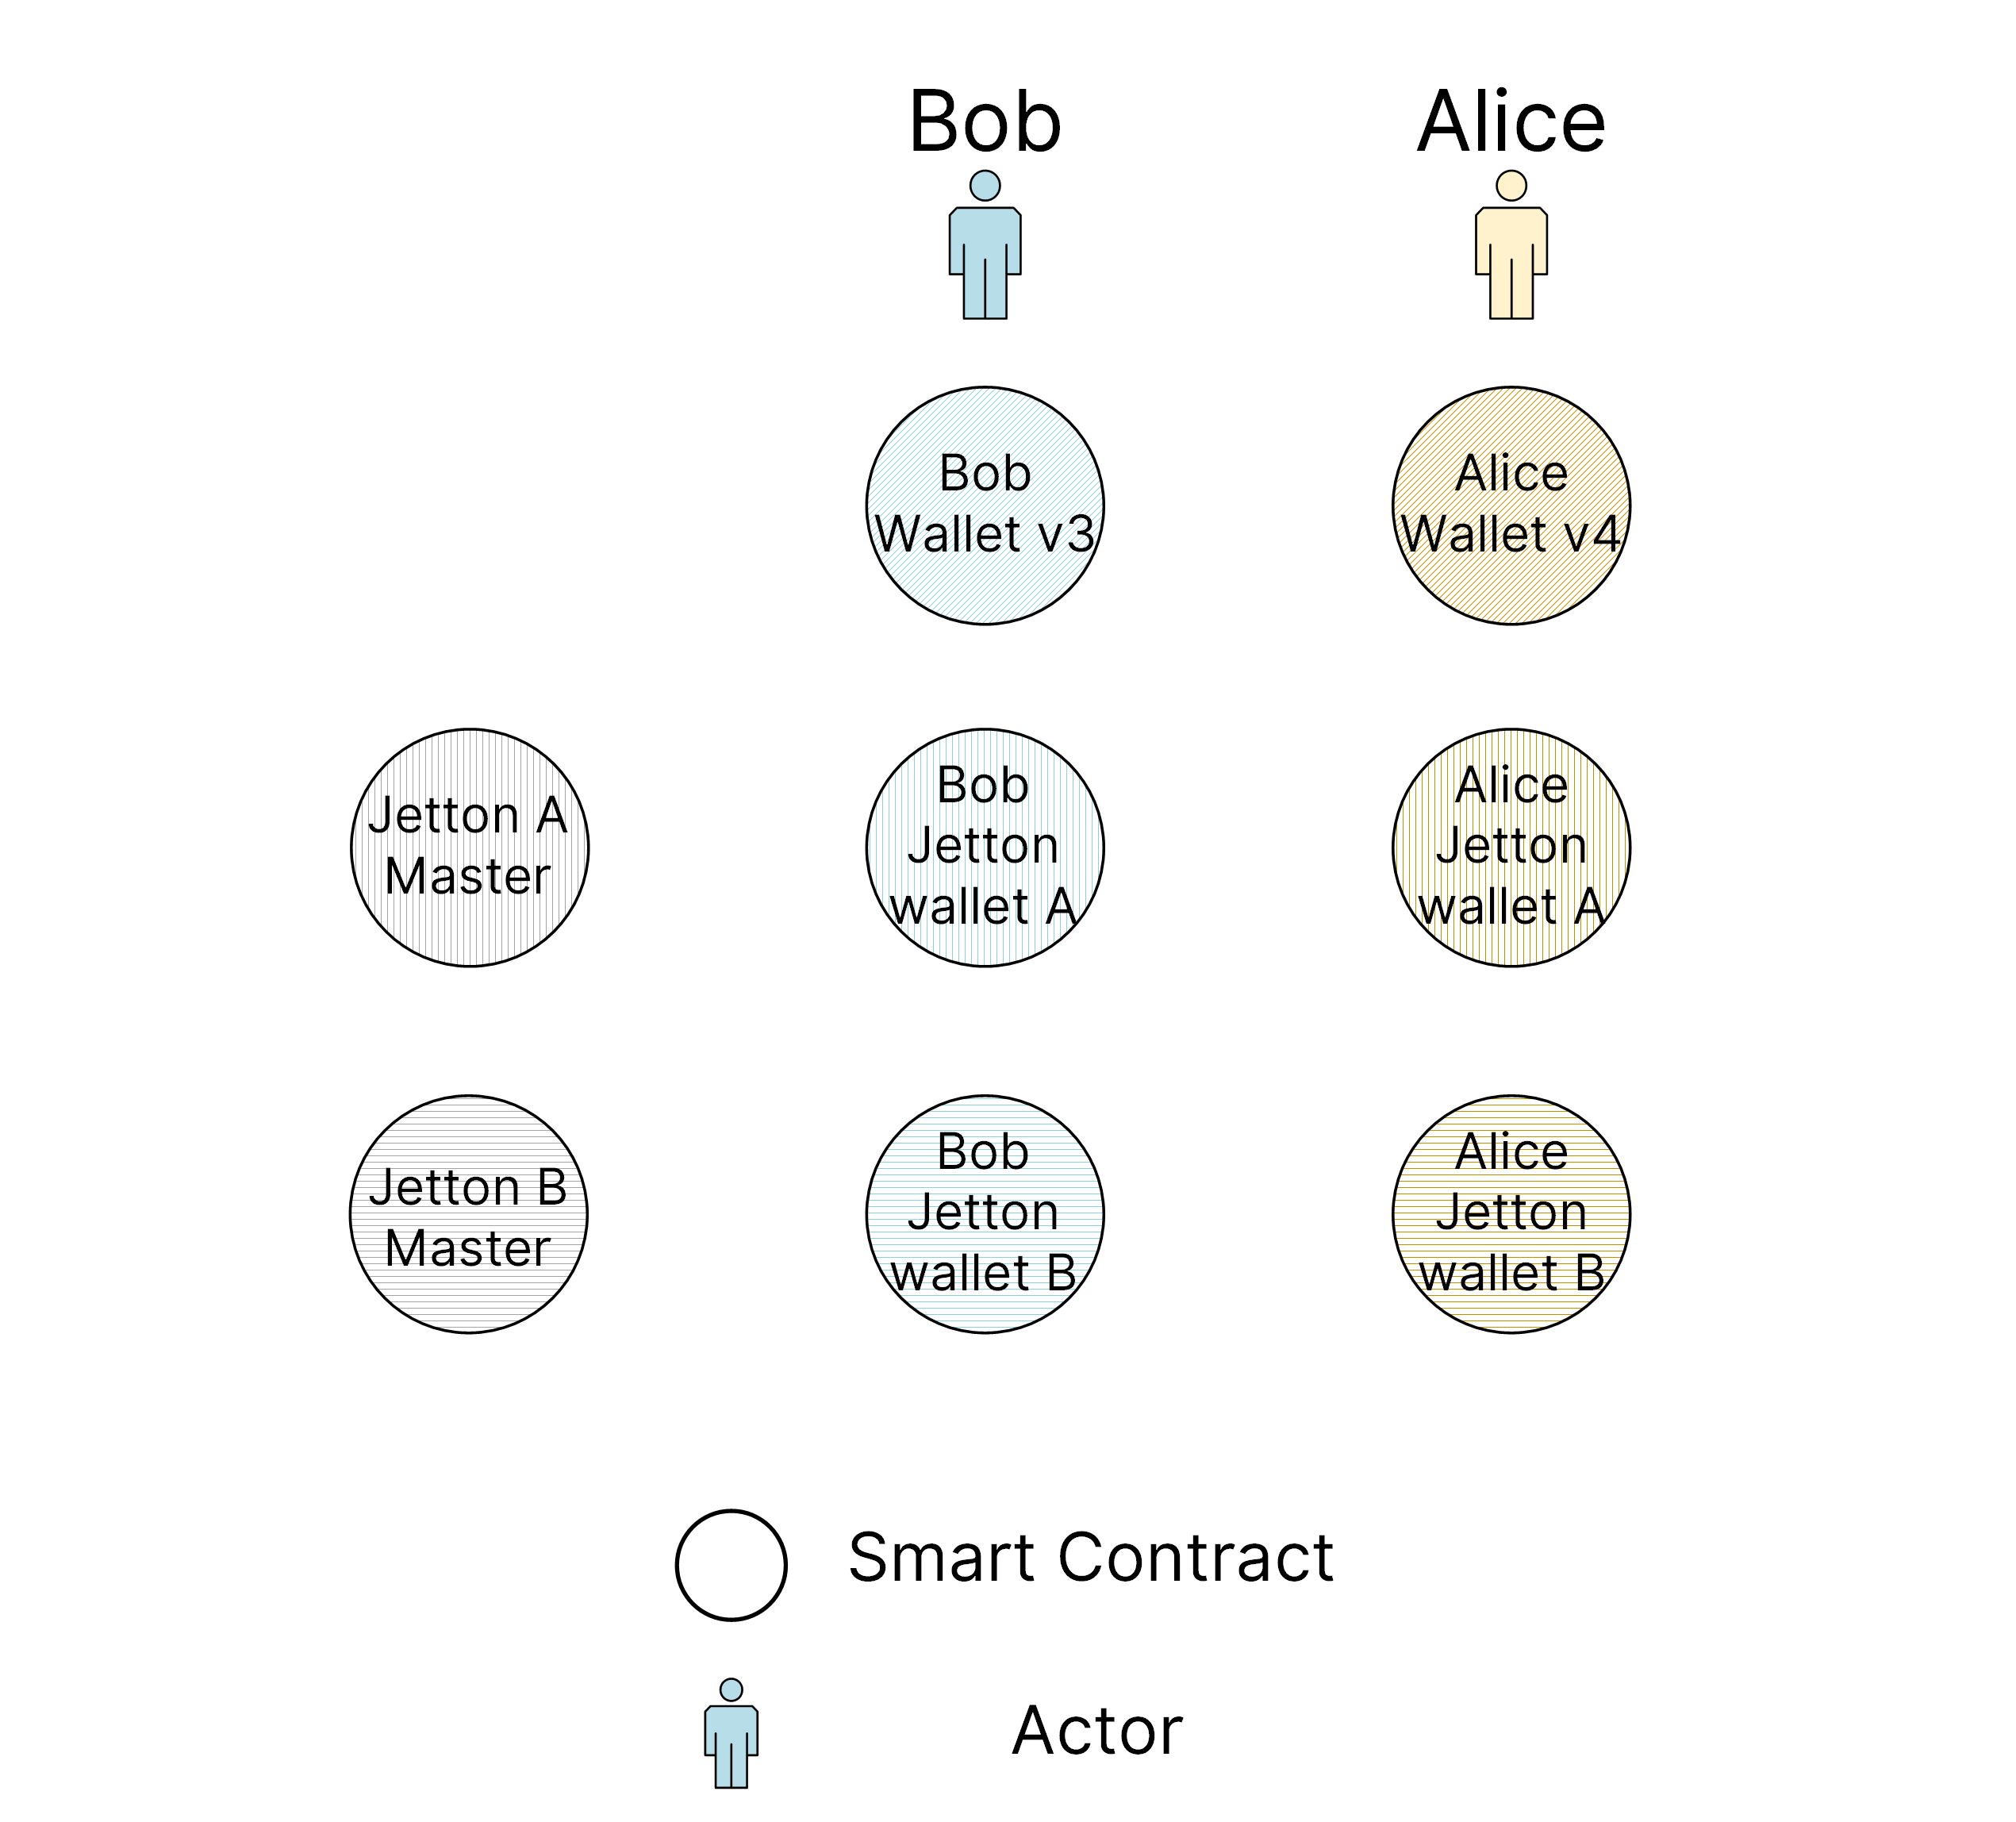 Bob
Alice
Bob
Wallet v3
Alice
Wallet v4
Jetton A
Master
Bob
Jetton
wallet A
Alice
Jetton
wallet A
Jetton B
Master
Bob
Jetton
wallet B
Alice
Jetton
wallet B
Smart Contract
Actor